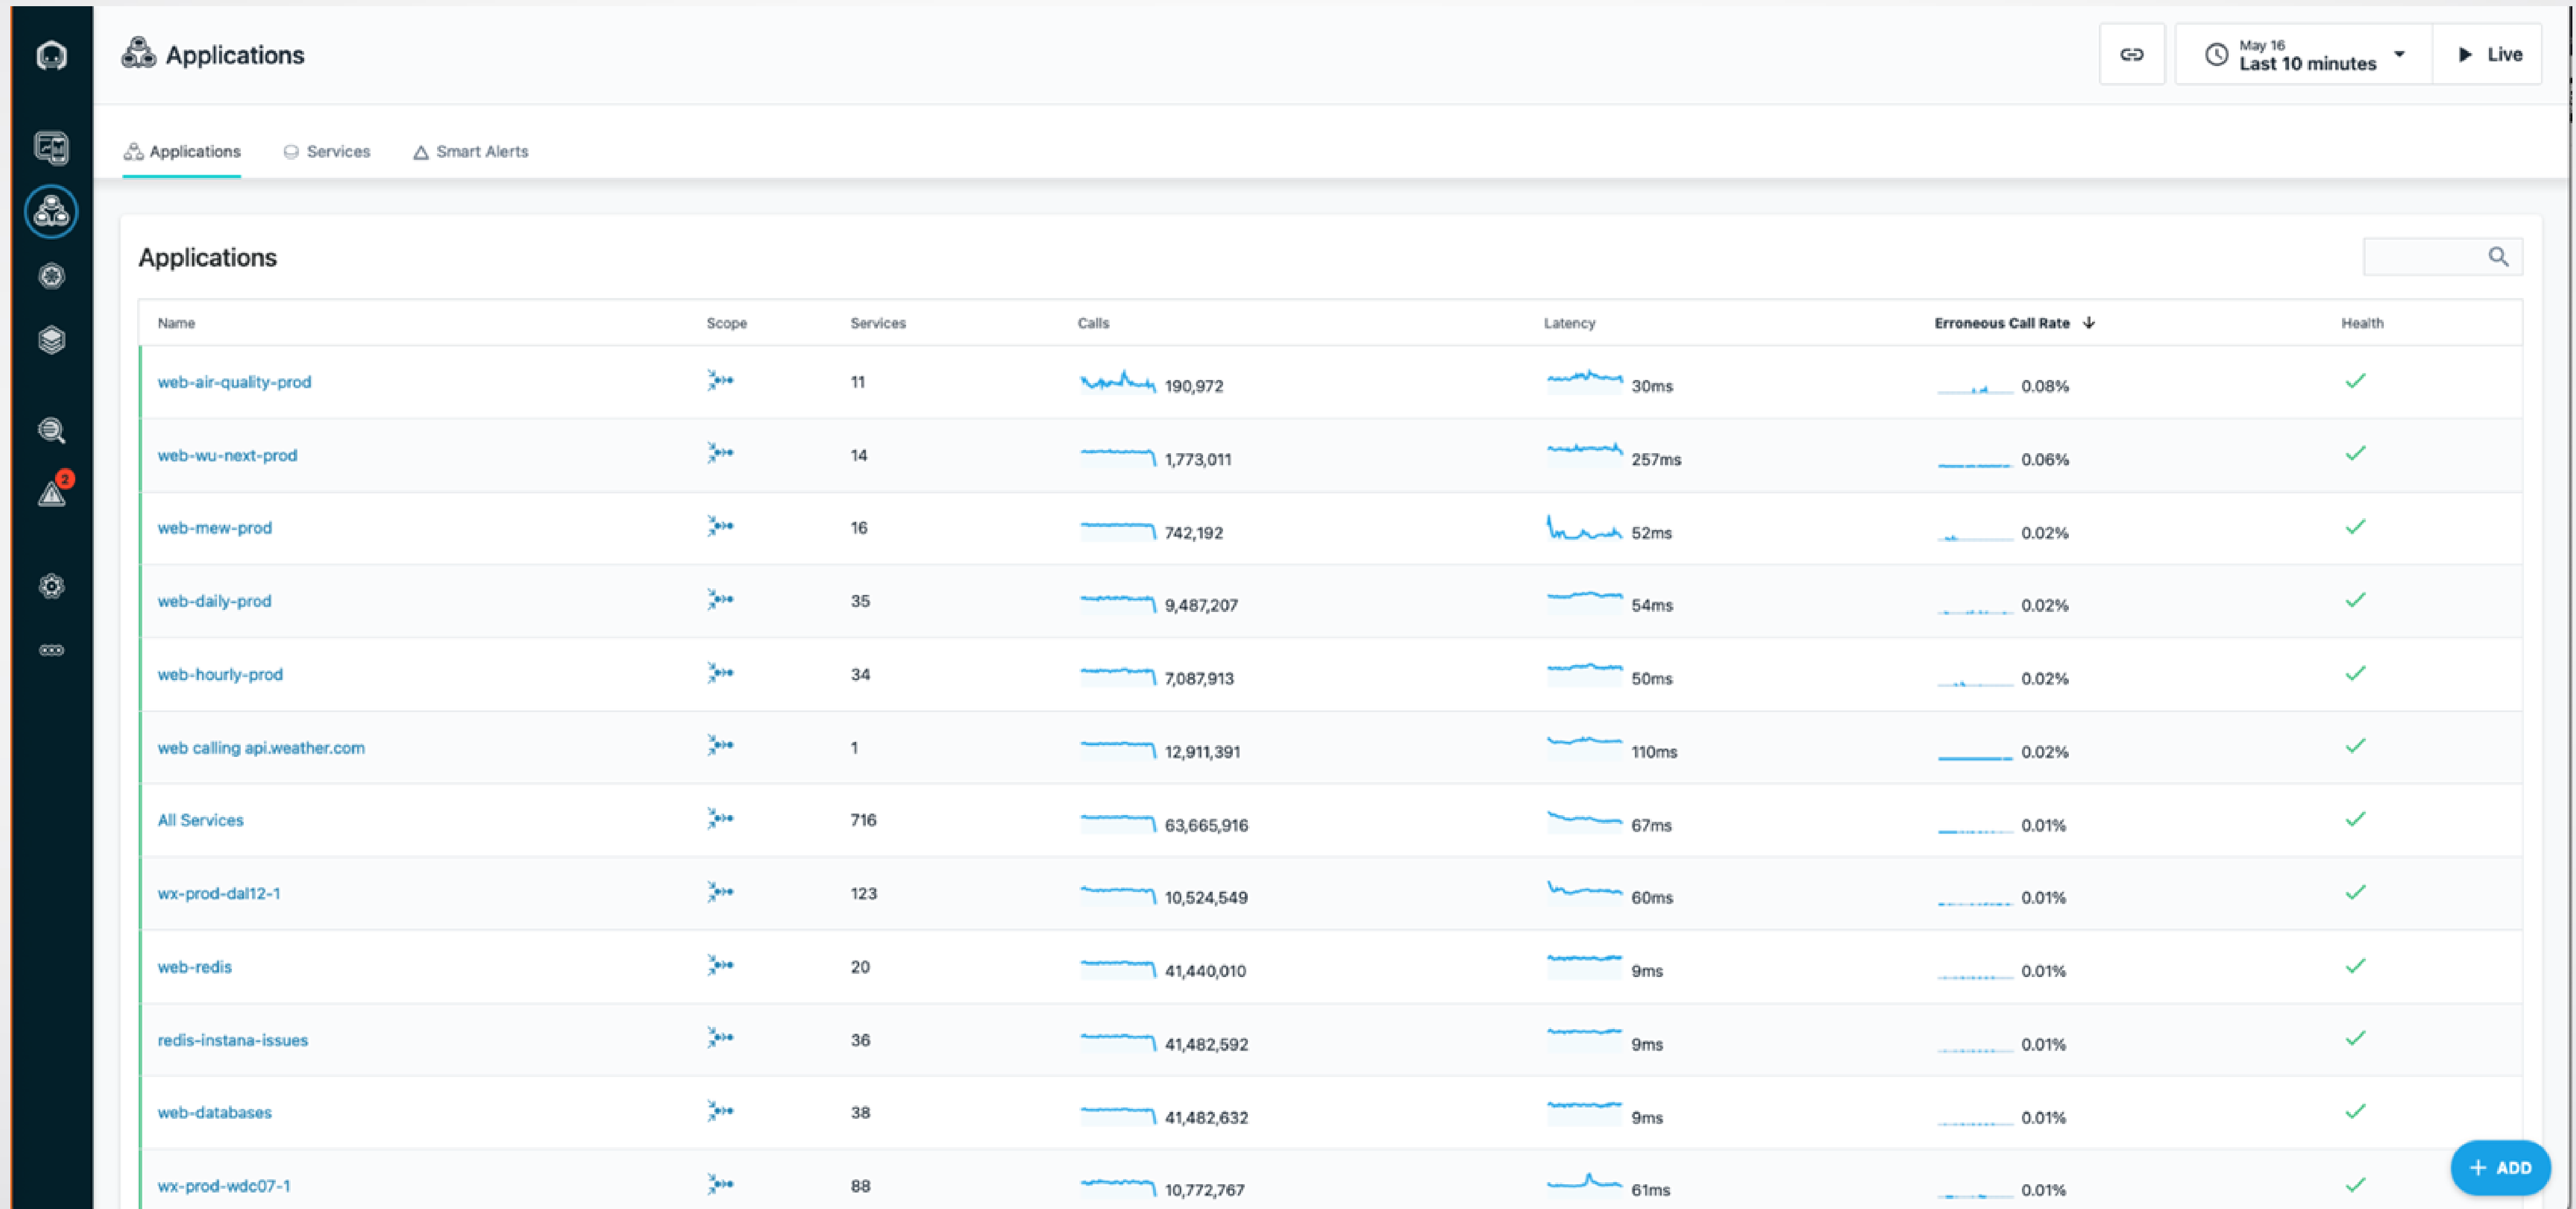 Applications
May 16
Last 10 minutes
Live
Applications Services Smart Alerts
Applications
Name Scope Services Calls Latency Erroneous Call Rate Health
web-air-quality-prod 11 190,972 30ms 0.08%
web-wu-next-prod 14 1,773,011 257ms 0.06%
2
web-mew-prod 16 742,192 52ms 0.02%
web-daily-prod 35 9,487,207 54ms 0.02%
web-hourly-prod 34 7,087,913 50ms 0.02%
web calling api.weather.com 1 12,911,391 110ms 0.02%
All Services 716 63,665,916 67ms 0.01%
wx-prod-dal12-1 123 10,524,549 60ms 0.01%
web-redis 20 41,440,010 9ms 0.01%
redis-instana-issues 36 41,482,592 9ms 0.01%
web-databases 38 41,482,632 9ms 0.01%
+ ADD
wx-prod-wdc07-1 88 10,772,767 61ms 0.01%